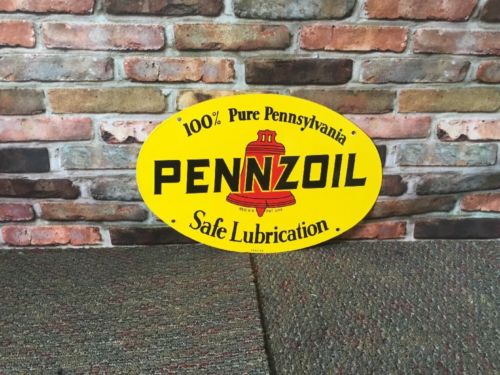 100% Pure Pennsylvania
PENNZOIL
Safe Lubrication